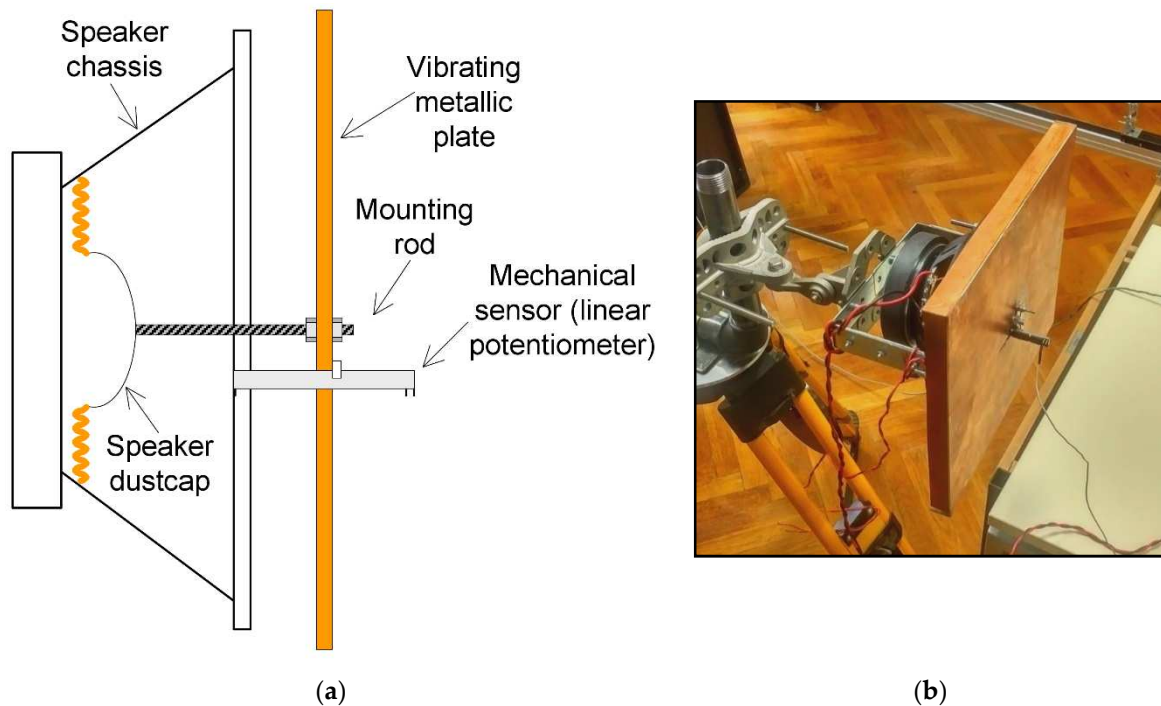 Speaker
chassis
Vibrating
metallic
plate
Mounting
rod
Mechanical
sensor (linear
potentiometer)
Speaker
dustcap
(a)
(b)